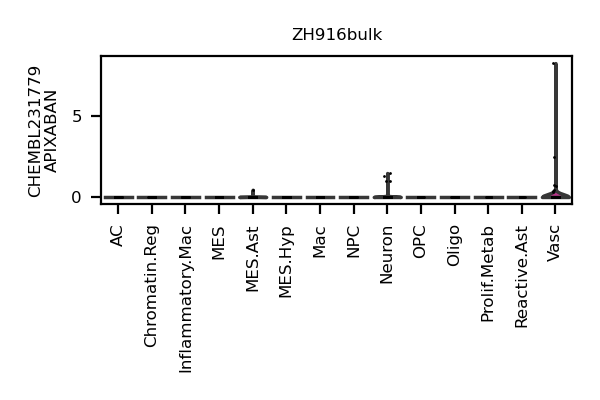 ZH916bulk
CHEMBL231779
APIXABAN
5
0
AC
Chromatin.Reg
Inflammatory.Mac
MES
MES.Ast
MES.Hyp
Mac
NPC
Neuron
OPC
Oligo
Prolif.Metab
Reactive.Ast
Vasc